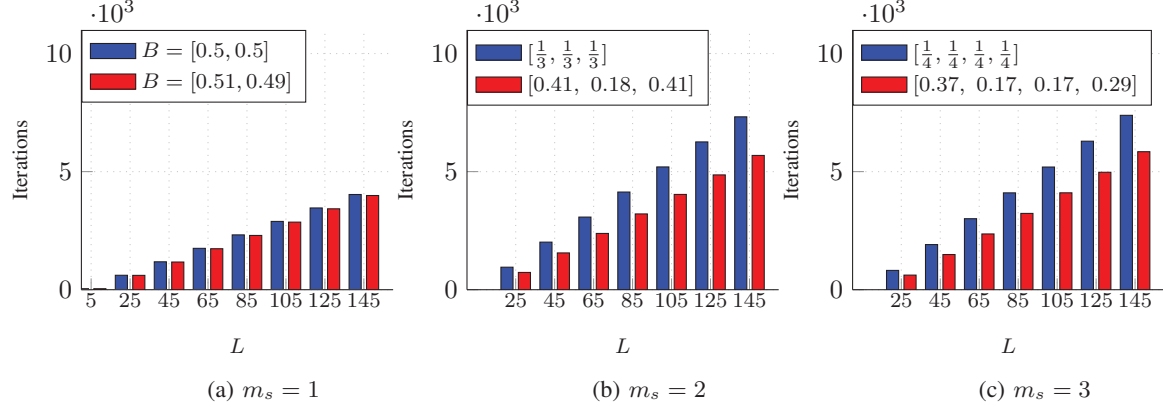 ·10³
10
5
0
Iterations
B = [0.5, 0.5]
B = [0.51, 0.49]
5 25 45 65 85 105 125 145
L
(a) mₛ = 1
·10³
10
5
0
Iterations
[1/3, 1/3, 1/3]
[0.41, 0.18, 0.41]
25 45 65 85 105 125 145
L
(b) mₛ = 2
·10³
10
5
0
Iterations
[1/4, 1/4, 1/4, 1/4]
[0.37, 0.17, 0.17, 0.29]
25 45 65 85 105 125 145
L
(c) mₛ = 3